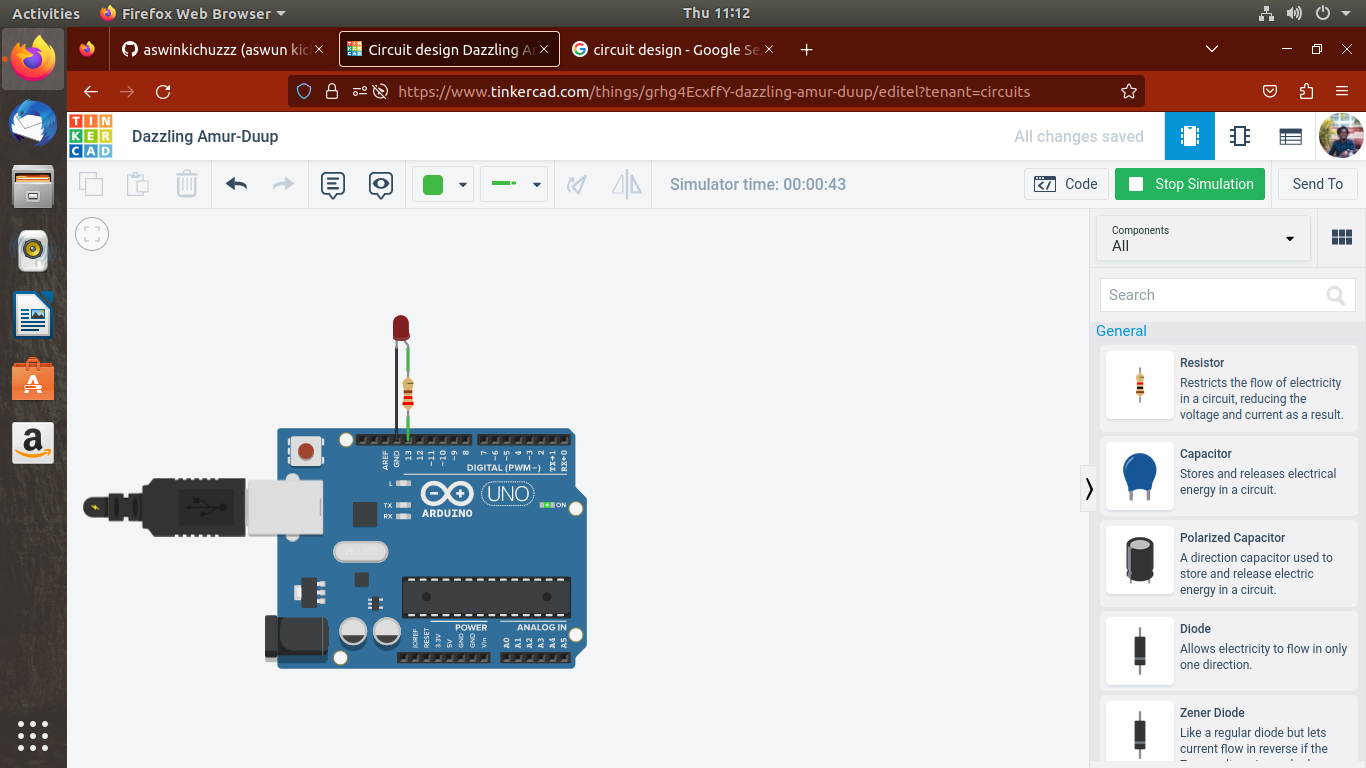 Activities
Firefox Web Browser
Thu 11:12
aswinkichuzzz (aswun kic
Circuit design Dazzling Ar
circuit design - Google Se
https://www.tinkercad.com/things/grhg4EcxffY-dazzling-amur-duup/editel?tenant=circuits
TIN
KER
CAD
Dazzling Amur-Duup
All changes saved
Simulator time: 00:00:43
Code
Stop Simulation
Send To
Components
All
Search
General
Resistor
Restricts the flow of electricity
in a circuit, reducing the
voltage and current as a result.
Capacitor
Stores and releases electrical
energy in a circuit.
Polarized Capacitor
A direction capacitor used to
store and release electric
energy in a circuit.
Diode
Allows electricity to flow in only
one direction.
Zener Diode
Like a regular diode but lets
current flow in reverse if the
AREF
GND
13
12
~11
~10
~9
8
7
~6
~5
4
~3
2
TX→1
RX←0
DIGITAL (PWM~)
L
TX
RX
ARDUINO
UNO
ON
POWER
ANALOG IN
IOREF
RESET
3.3V
5V
GND
GND
Vin
A0
A1
A2
A3
A4
A5
a